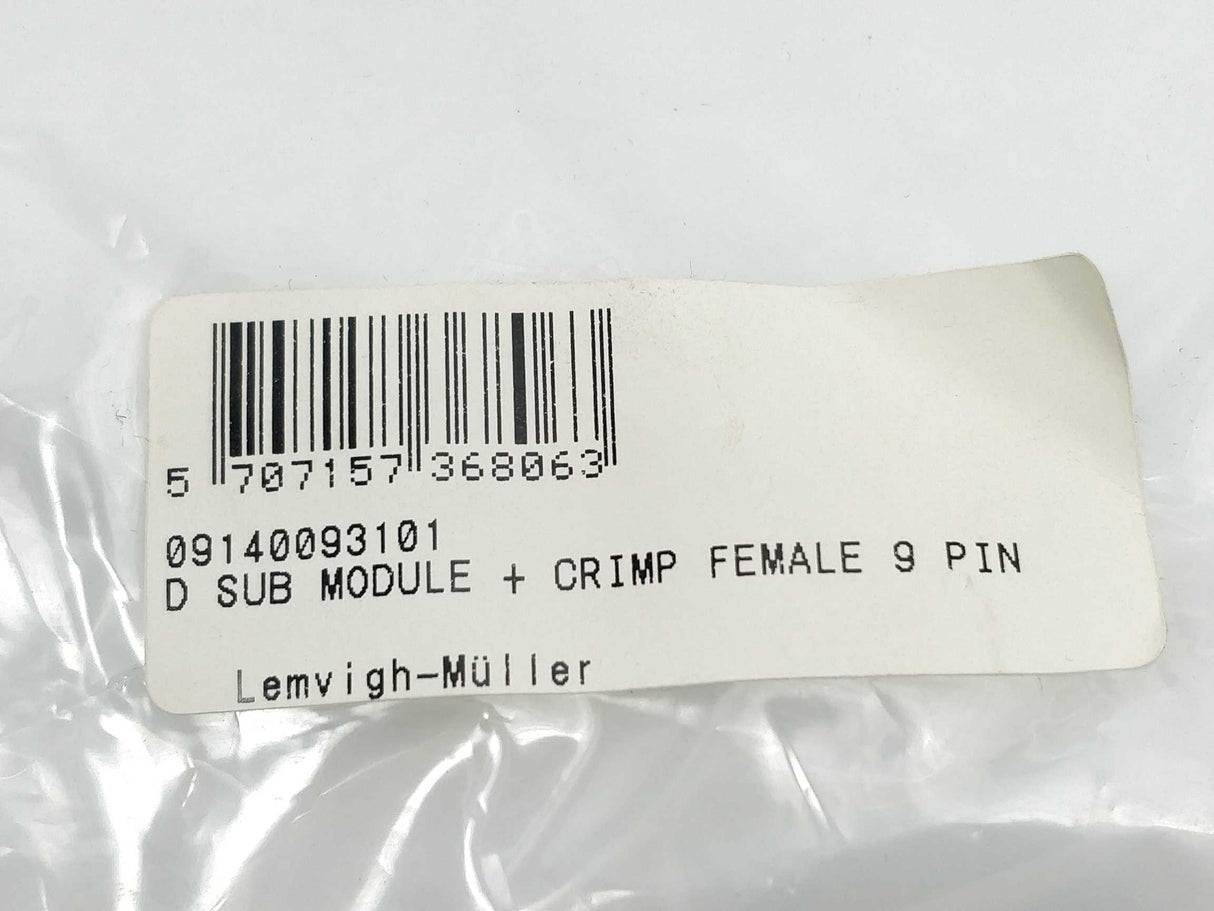 5 707157 368063
09140093101
D SUB MODULE + CRIMP FEMALE 9 PIN
Lemvigh-Müller